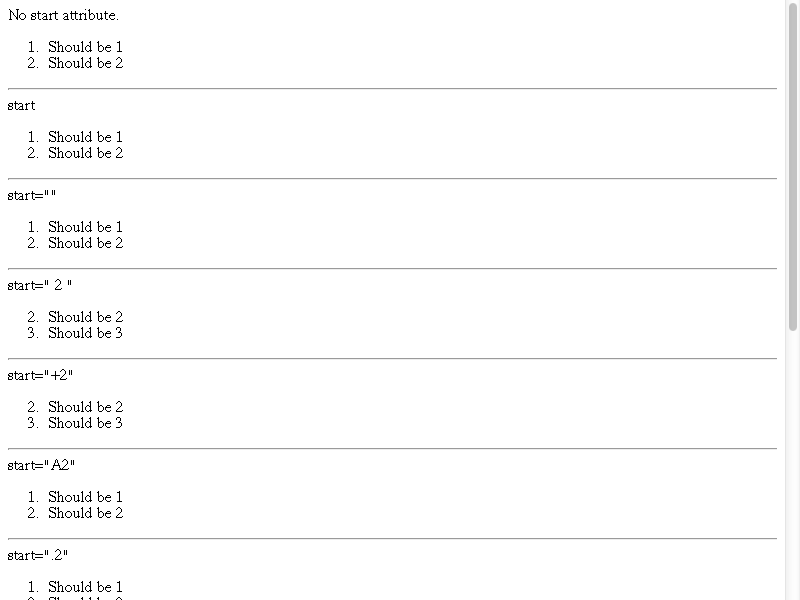 No start attribute.
1. Should be 1
2. Should be 2
start
1. Should be 1
2. Should be 2
start=""
1. Should be 1
2. Should be 2
start=" 2 "
2. Should be 2
3. Should be 3
start="+2"
2. Should be 2
3. Should be 3
start="A2"
1. Should be 1
2. Should be 2
start=".2"
1. Should be 1